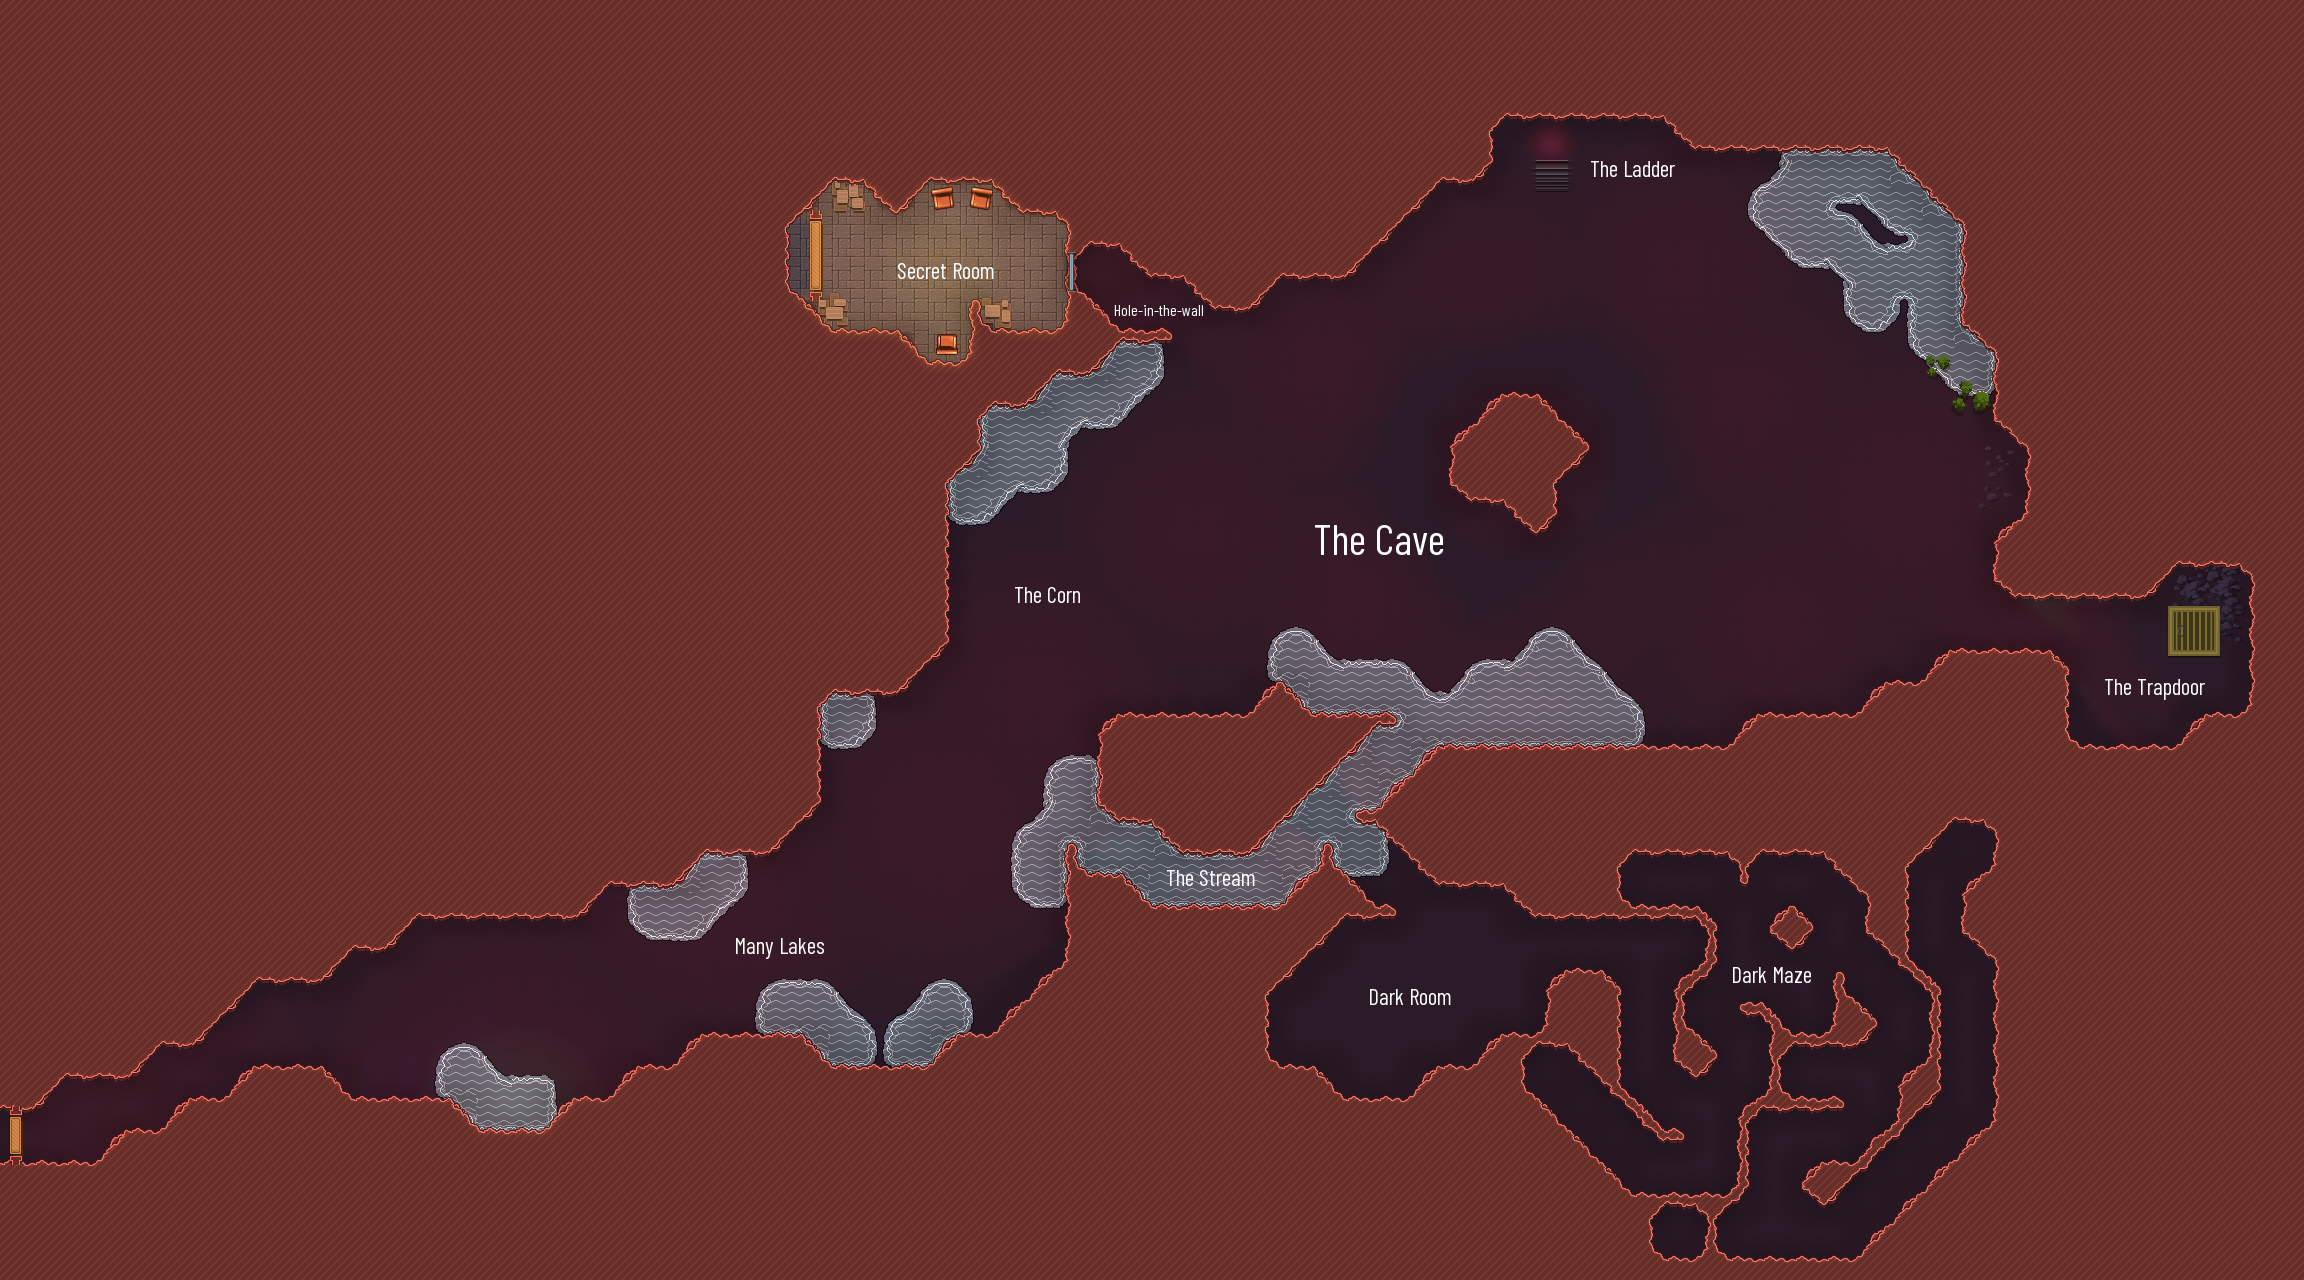 The Ladder
Secret Room
Hole-in-the-wall
The Cave
The Corn
The Trapdoor
The Stream
Many Lakes
Dark Maze
Dark Room